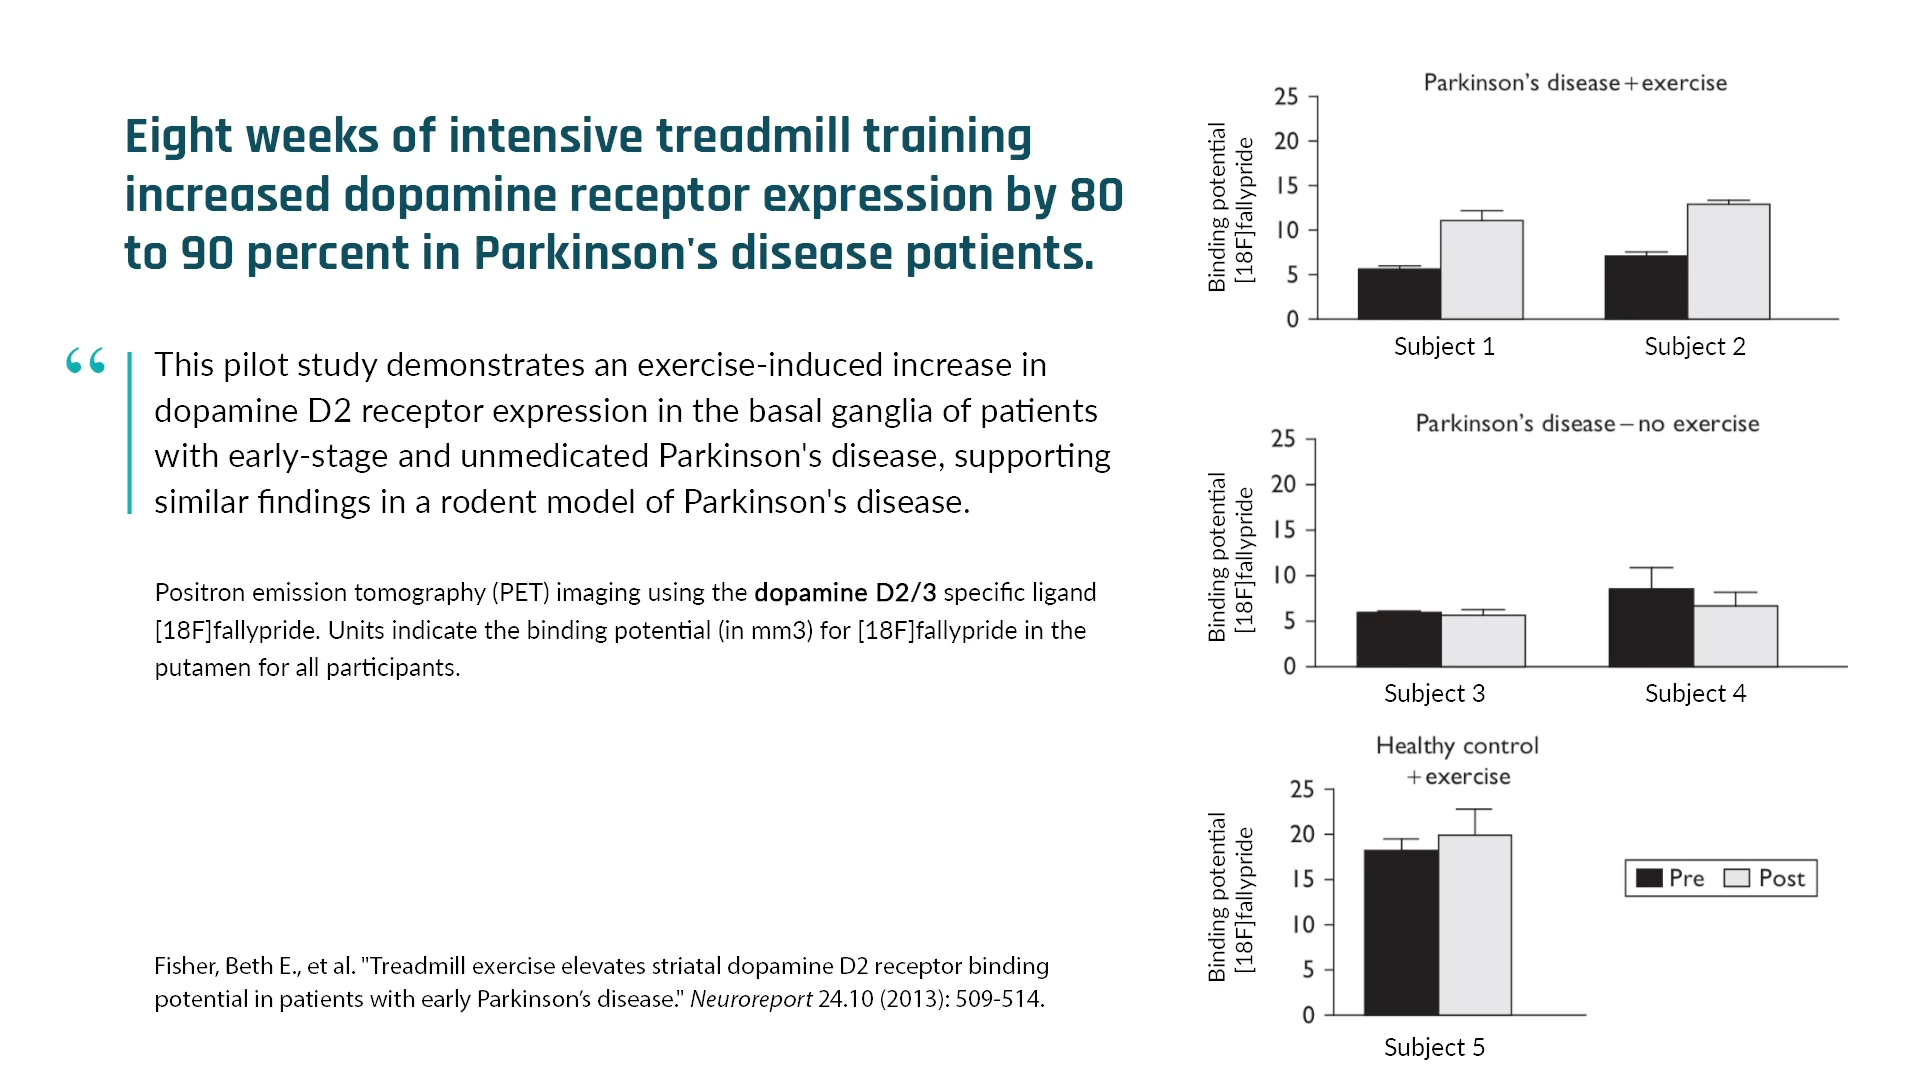 Eight weeks of intensive treadmill training
increased dopamine receptor expression by 80
to 90 percent in Parkinson's disease patients.
“
This pilot study demonstrates an exercise-induced increase in
dopamine D2 receptor expression in the basal ganglia of patients
with early-stage and unmedicated Parkinson's disease, supporting
similar findings in a rodent model of Parkinson's disease.
Positron emission tomography (PET) imaging using the dopamine D2/3 specific ligand
[18F]fallypride. Units indicate the binding potential (in mm3) for [18F]fallypride in the
putamen for all participants.
Fisher, Beth E., et al. "Treadmill exercise elevates striatal dopamine D2 receptor binding
potential in patients with early Parkinson’s disease." Neuroreport 24.10 (2013): 509-514.
Parkinson’s disease+exercise
Binding potential
[18F]fallypride
25
20
15
10
5
0
Subject 1 Subject 2
Parkinson’s disease–no exercise
Binding potential
[18F]fallypride
25
20
15
10
5
0
Subject 3 Subject 4
Healthy control
+exercise
Binding potential
[18F]fallypride
25
20
15
10
5
0
Subject 5
Pre Post